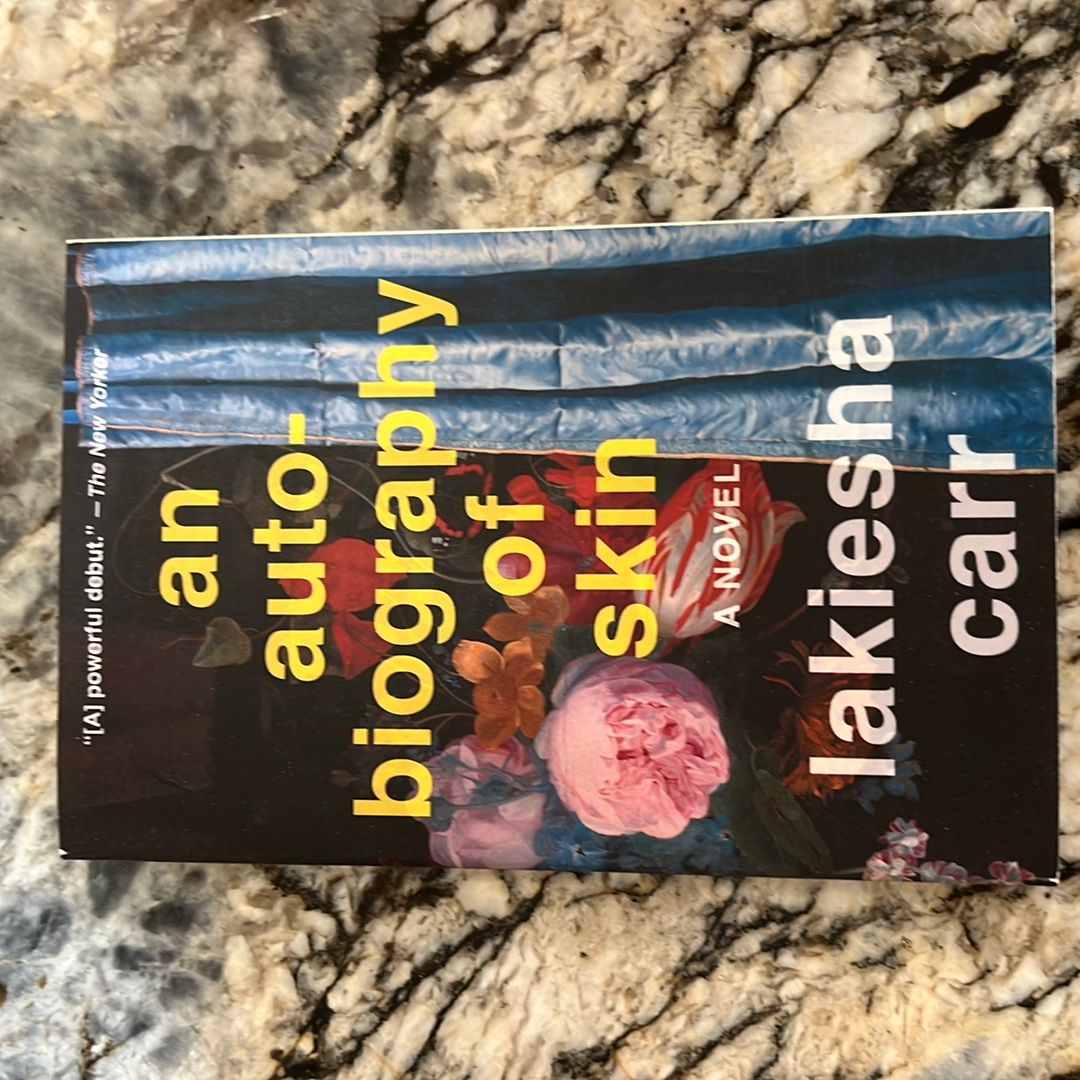 “[A] powerful debut.” — The New Yorker
an
auto-
biography
of
skin
A NOVEL
lakiesha
carr